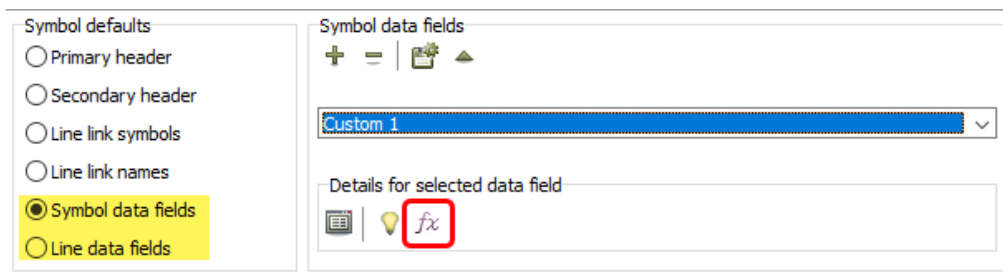 Symbol defaults
Primary header
Secondary header
Line link symbols
Line link names
Symbol data fields
Line data fields
Symbol data fields
Custom 1
Details for selected data field
fx